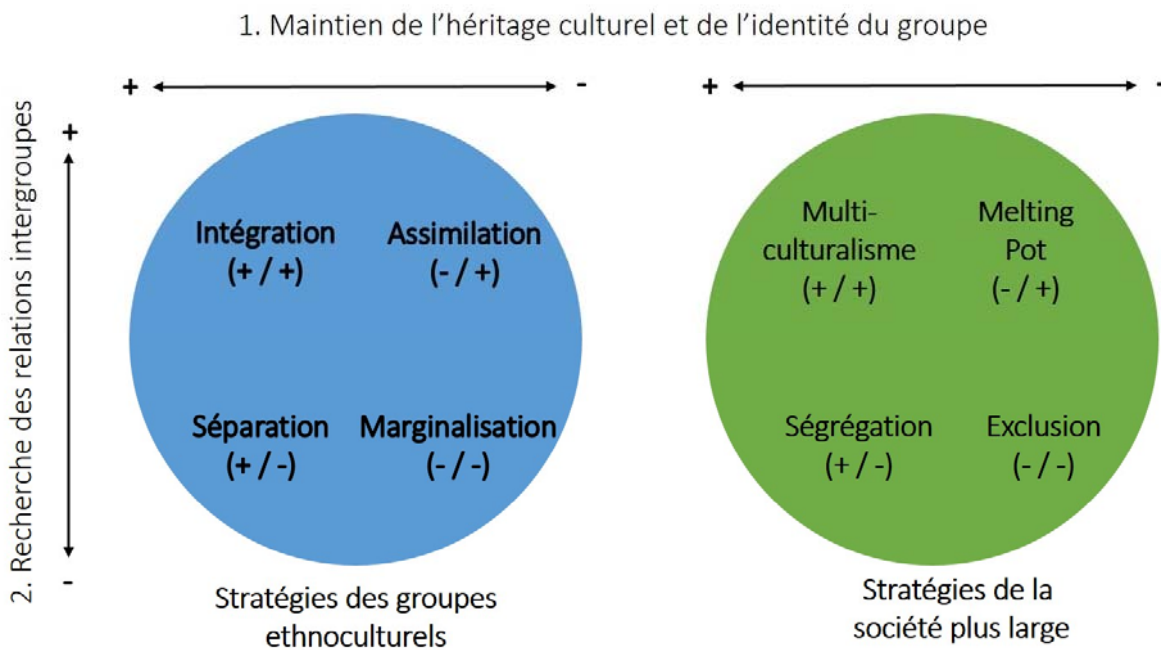 1. Maintien de l’héritage culturel et de l’identité du groupe
+ - + -
2. Recherche des relations intergroupes
+
-
Intégration
(+ / +)
Assimilation
(- / +)
Séparation
(+ / -)
Marginalisation
(- / -)
Stratégies des groupes
ethnoculturels
Multi-
culturalisme
(+ / +)
Melting
Pot
(- / +)
Ségrégation
(+ / -)
Exclusion
(- / -)
Stratégies de la
société plus large